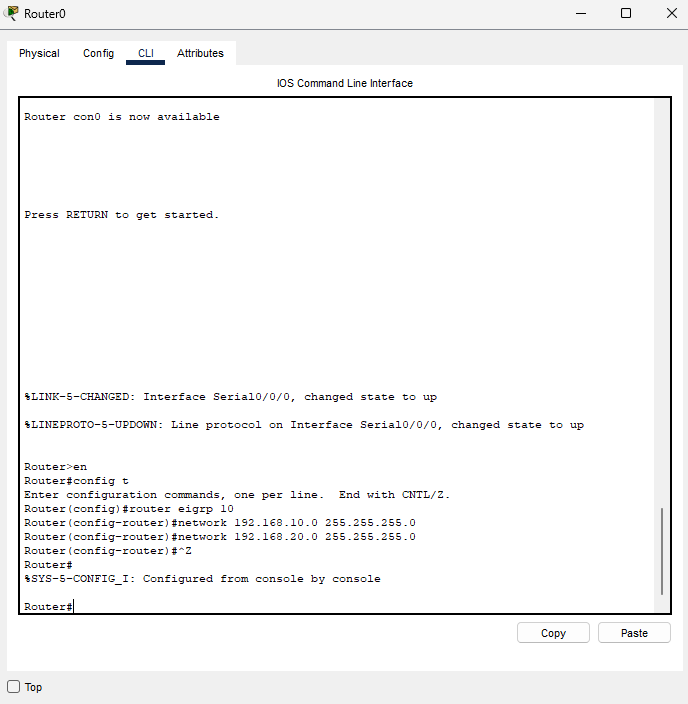 Router0
Physical Config CLI Attributes
IOS Command Line Interface
Router con0 is now available
Press RETURN to get started.
%LINK-5-CHANGED: Interface Serial0/0/0, changed state to up
%LINEPROTO-5-UPDOWN: Line protocol on Interface Serial0/0/0, changed state to up
Router>en
Router#config t
Enter configuration commands, one per line.  End with CNTL/Z.
Router(config)#router eigrp 10
Router(config-router)#network 192.168.10.0 255.255.255.0
Router(config-router)#network 192.168.20.0 255.255.255.0
Router(config-router)#^Z
Router#
%SYS-5-CONFIG_I: Configured from console by console
Router#
Copy Paste
Top